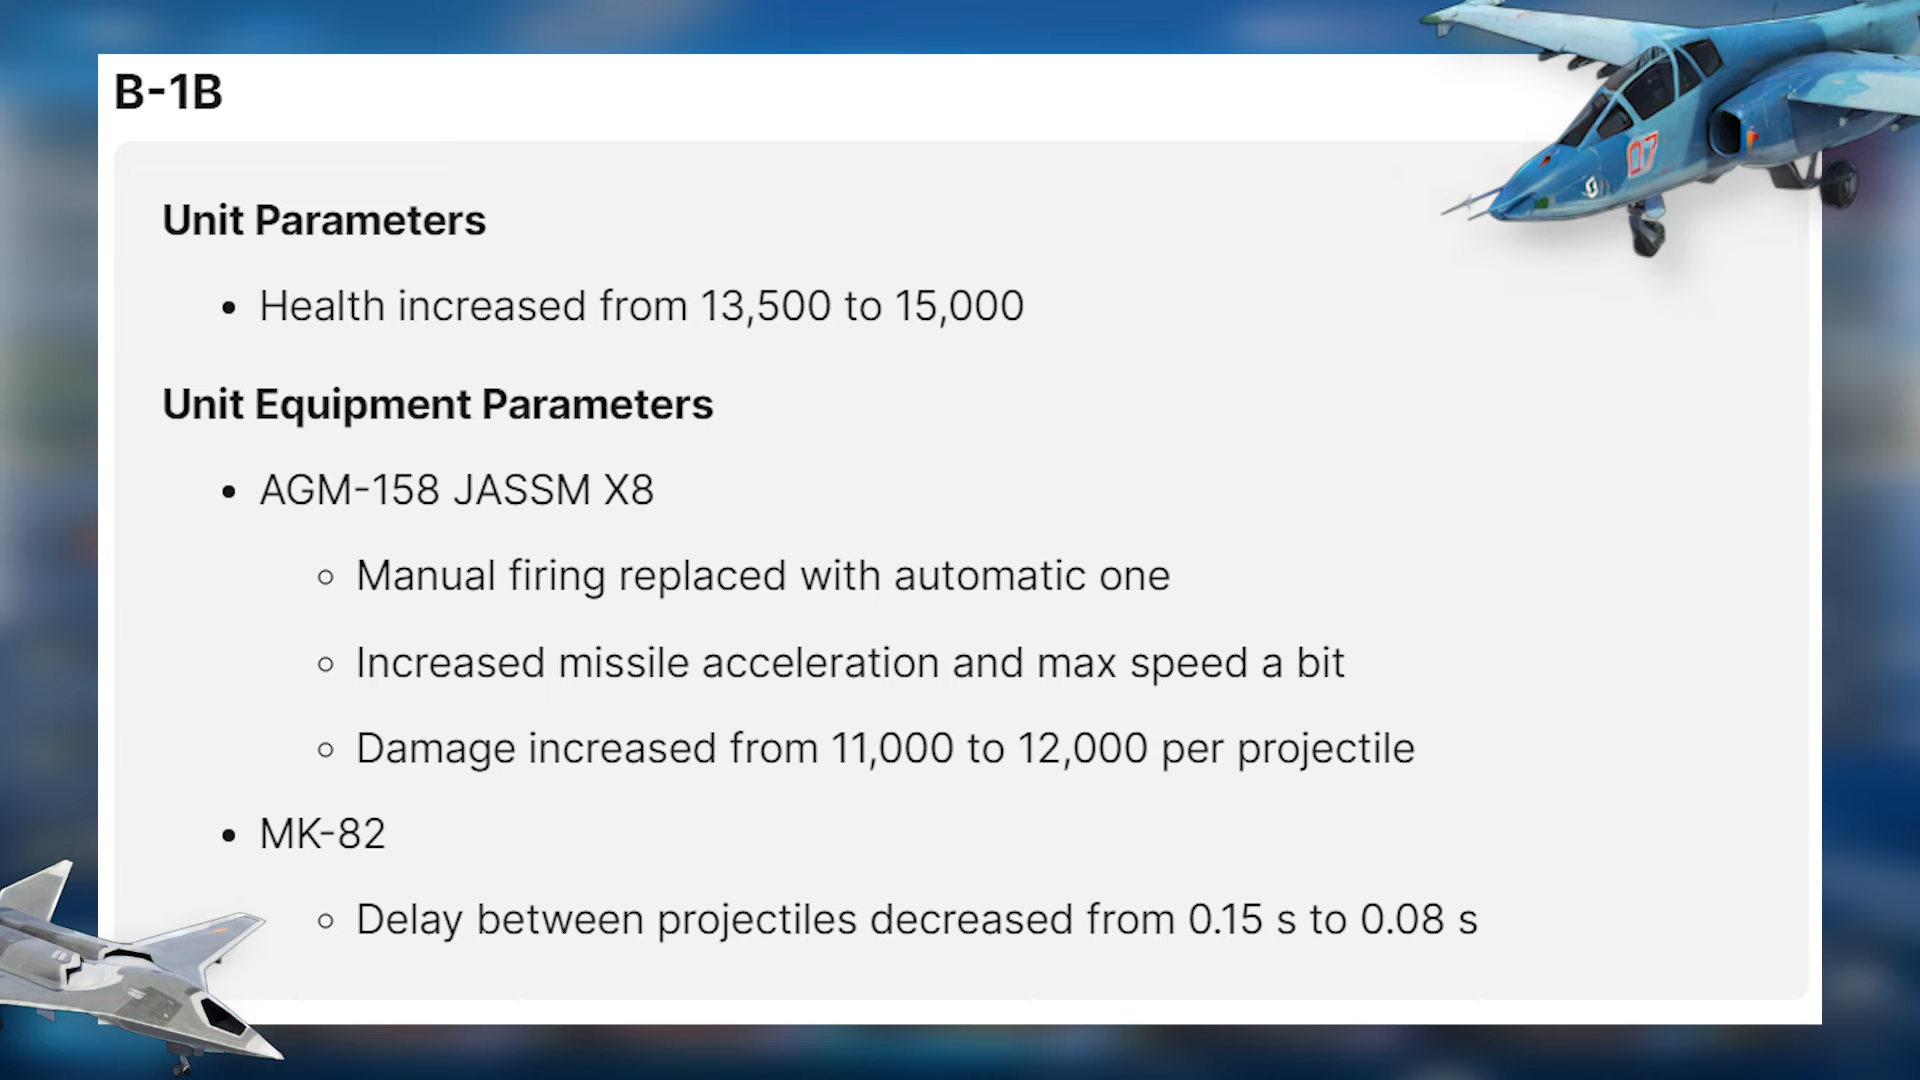 B-1B
07
Unit Parameters
• Health increased from 13,500 to 15,000
Unit Equipment Parameters
• AGM-158 JASSM X8
◦ Manual firing replaced with automatic one
◦ Increased missile acceleration and max speed a bit
◦ Damage increased from 11,000 to 12,000 per projectile
• MK-82
◦ Delay between projectiles decreased from 0.15 s to 0.08 s